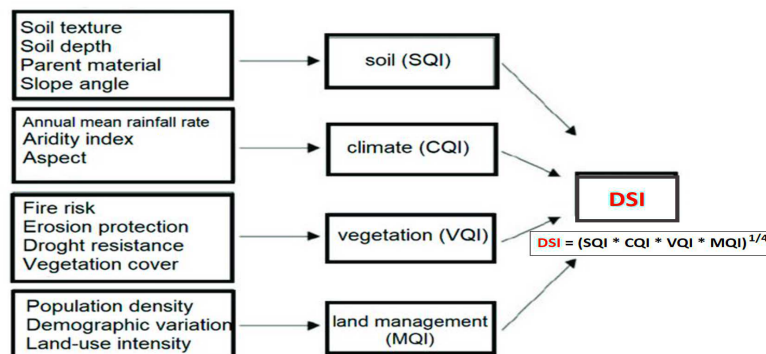 Soil texture
Soil depth
Parent material
Slope angle
soil (SQI)
Annual mean rainfall rate
Aridity index
Aspect
climate (CQI)
Fire risk
Erosion protection
Droght resistance
Vegetation cover
vegetation (VQI)
Population density
Demographic variation
Land-use intensity
land management
(MQI)
DSI
DSI = (SQI * CQI * VQI * MQI)^1/4